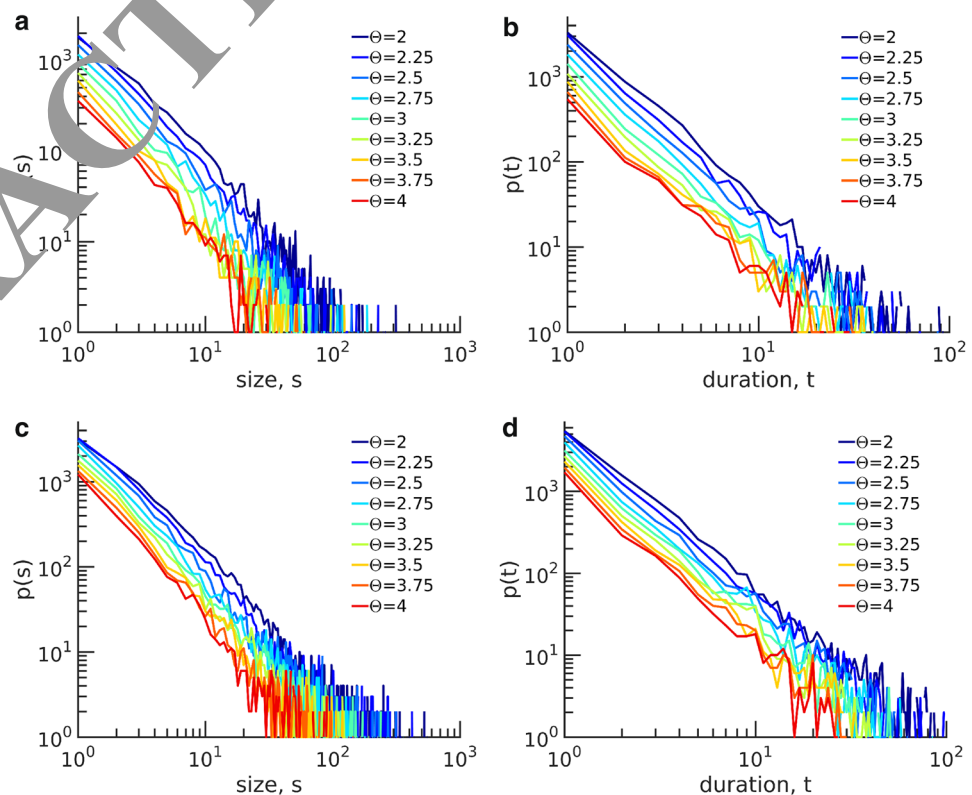 a
10³
10
10¹
10⁰
(s)
Θ=2
Θ=2.25
Θ=2.5
Θ=2.75
Θ=3
Θ=3.25
Θ=3.5
Θ=3.75
Θ=4
10⁰ 10¹ 10² 10³
size, s
b
10³
10²
10¹
10⁰
p(t)
Θ=2
Θ=2.25
Θ=2.5
Θ=2.75
Θ=3
Θ=3.25
Θ=3.5
Θ=3.75
Θ=4
10⁰ 10¹ 10²
duration, t
c
10³
10²
10¹
10⁰
p(s)
Θ=2
Θ=2.25
Θ=2.5
Θ=2.75
Θ=3
Θ=3.25
Θ=3.5
Θ=3.75
Θ=4
10⁰ 10¹ 10² 10³
size, s
d
10³
10²
10¹
10⁰
p(t)
Θ=2
Θ=2.25
Θ=2.5
Θ=2.75
Θ=3
Θ=3.25
Θ=3.5
Θ=3.75
Θ=4
10⁰ 10¹ 10²
duration, t
ACT